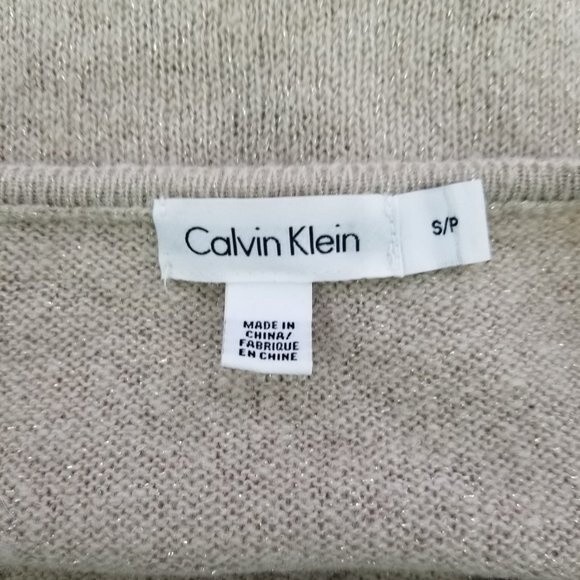 Calvin Klein
S/P
MADE IN
CHINA/
FABRIQUE
EN CHINE